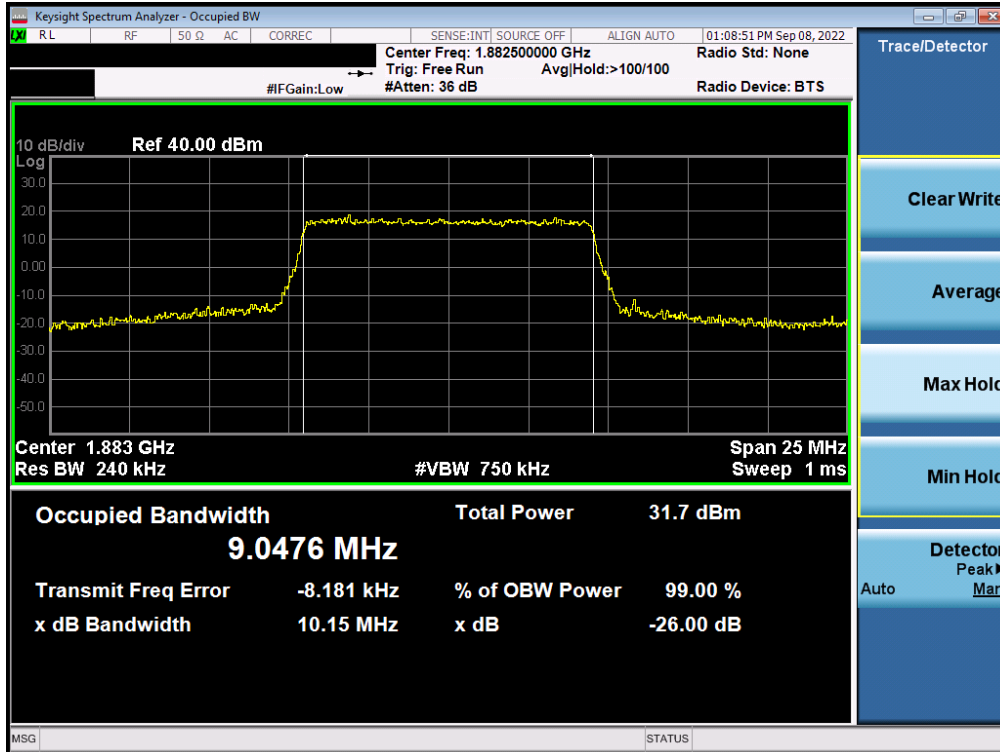 Keysight Spectrum Analyzer - Occupied BW
LXI RL RF 50 Ω AC CORREC SENSE:INT SOURCE OFF ALIGN AUTO 01:08:51 PM Sep 08, 2022
Center Freq: 1.882500000 GHz Radio Std: None
Trig: Free Run Avg|Hold:>100/100
#IFGain:Low #Atten: 36 dB Radio Device: BTS
Trace/Detector
10 dB/div Ref 40.00 dBm
Log
30.0
20.0
10.0
0.00
-10.0
-20.0
-30.0
-40.0
-50.0
Center 1.883 GHz Span 25 MHz
Res BW 240 kHz #VBW 750 kHz Sweep 1 ms
Occupied Bandwidth Total Power 31.7 dBm
9.0476 MHz
Transmit Freq Error -8.181 kHz % of OBW Power 99.00 %
x dB Bandwidth 10.15 MHz x dB -26.00 dB
Clear Write
Average
Max Hold
Min Hold
Detector
Peak▶
Auto Man
MSG STATUS